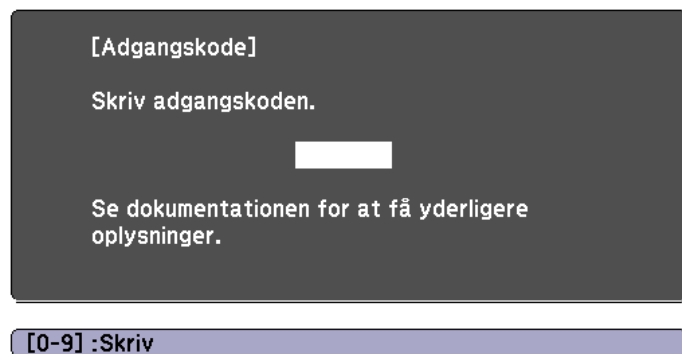 [Adgangskode]
Skriv adgangskoden.
Se dokumentationen for at få yderligere
oplysninger.
[0-9] :Skriv